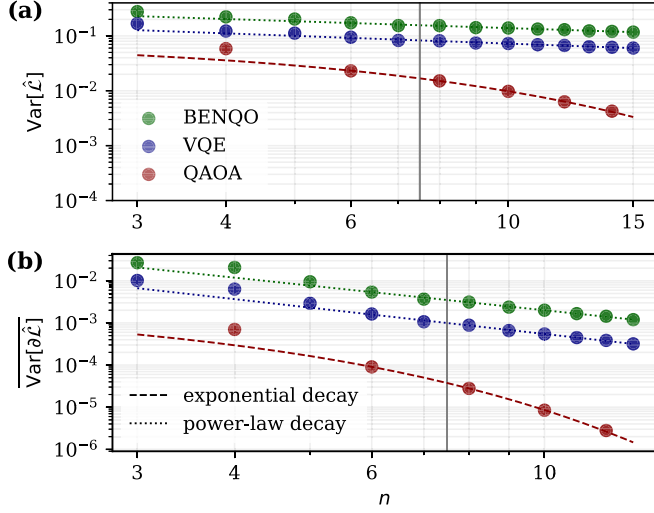 (a)
Var[ℒ̂]
10⁻¹
10⁻²
10⁻³
10⁻⁴
BENQO
VQE
QAOA
3
4
6
10
15
(b)
Var[∂ℒ̂]
10⁻²
10⁻³
10⁻⁴
10⁻⁵
10⁻⁶
exponential decay
power-law decay
3
4
6
10
n